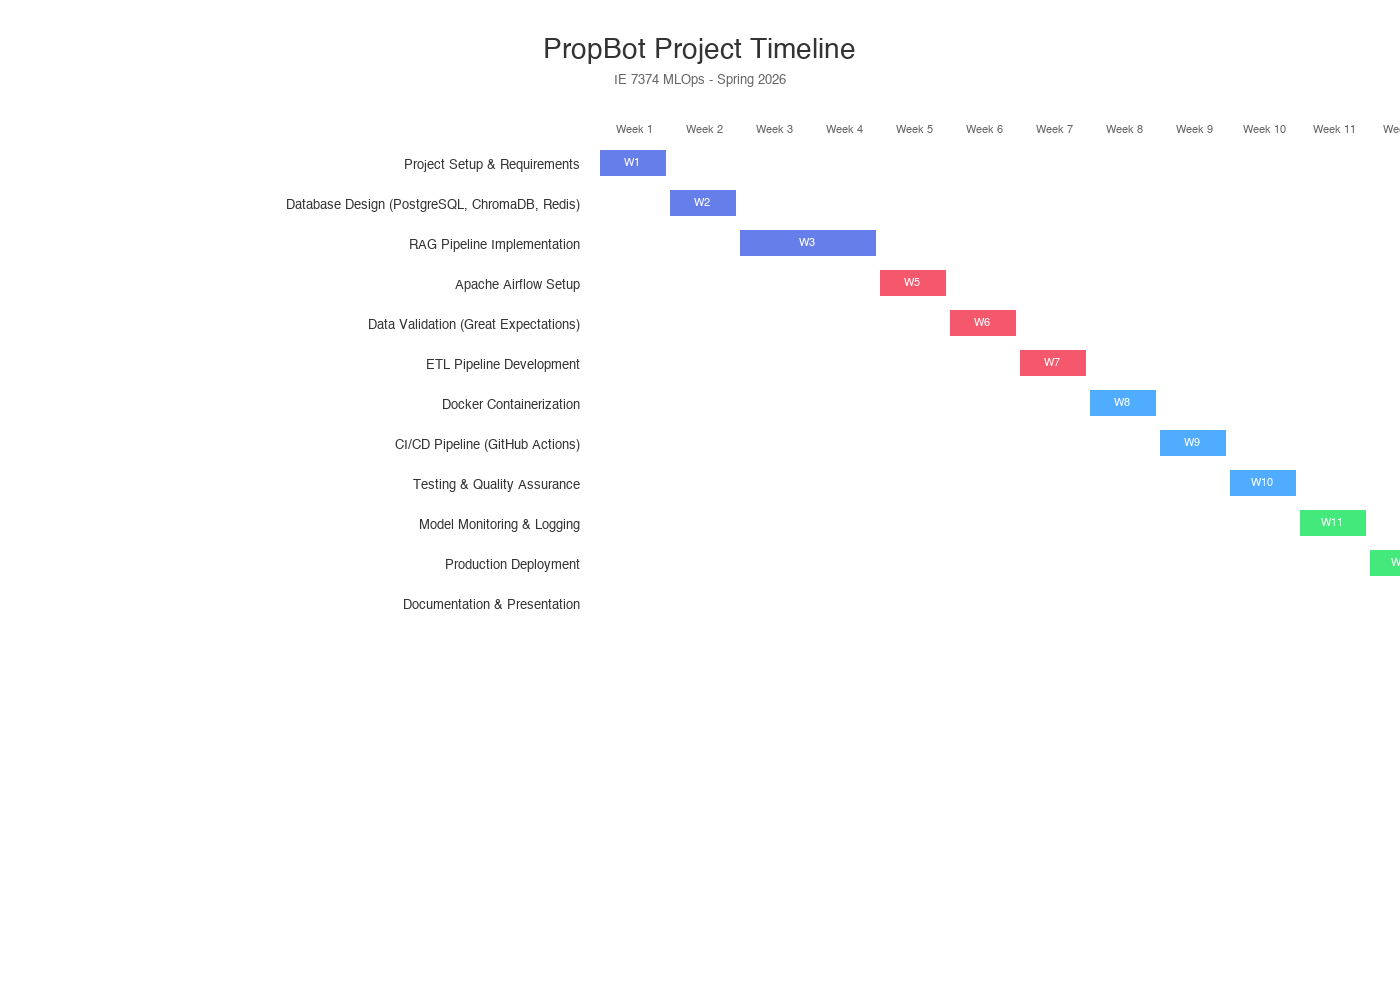 PropBot Project Timeline
IE 7374 MLOps - Spring 2026
Week 1 Week 2 Week 3 Week 4 Week 5 Week 6 Week 7 Week 8 Week 9 Week 10 Week 11
Project Setup & Requirements W1
Database Design (PostgreSQL, ChromaDB, Redis) W2
RAG Pipeline Implementation W3
Apache Airflow Setup W5
Data Validation (Great Expectations) W6
ETL Pipeline Development W7
Docker Containerization W8
CI/CD Pipeline (GitHub Actions) W9
Testing & Quality Assurance W10
Model Monitoring & Logging W11
Production Deployment
Documentation & Presentation